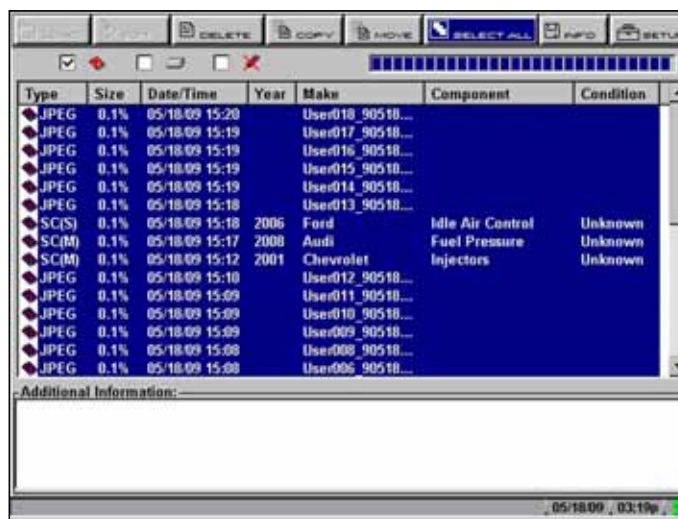 DELETE COPY MOVE SELECT ALL INFO SETU
Type Size Date/Time Year Make Component Condition
JPEG 0.1% 05/18/09 15:20 User018_90518...
JPEG 0.1% 05/18/09 15:19 User017_90518...
JPEG 0.1% 05/18/09 15:19 User016_90518...
JPEG 0.1% 05/18/09 15:19 User015_90518...
JPEG 0.1% 05/18/09 15:19 User014_90518...
JPEG 0.1% 05/18/09 15:18 User013_90518...
SC(S) 0.1% 05/18/09 15:18 2006 Ford Idle Air Control Unknown
SC(M) 0.1% 05/18/09 15:17 2008 Audi Fuel Pressure Unknown
SC(M) 0.1% 05/18/09 15:12 2001 Chevrolet Injectors Unknown
JPEG 0.1% 05/18/09 15:10 User012_90518...
JPEG 0.1% 05/18/09 15:09 User011_90518...
JPEG 0.1% 05/18/09 15:09 User010_90518...
JPEG 0.1% 05/18/09 15:09 User009_90518...
JPEG 0.1% 05/18/09 15:08 User008_90518...
JPEG 0.1% 05/18/09 15:08 User006_90518...
Additional Information:
05/18/09 03:19p